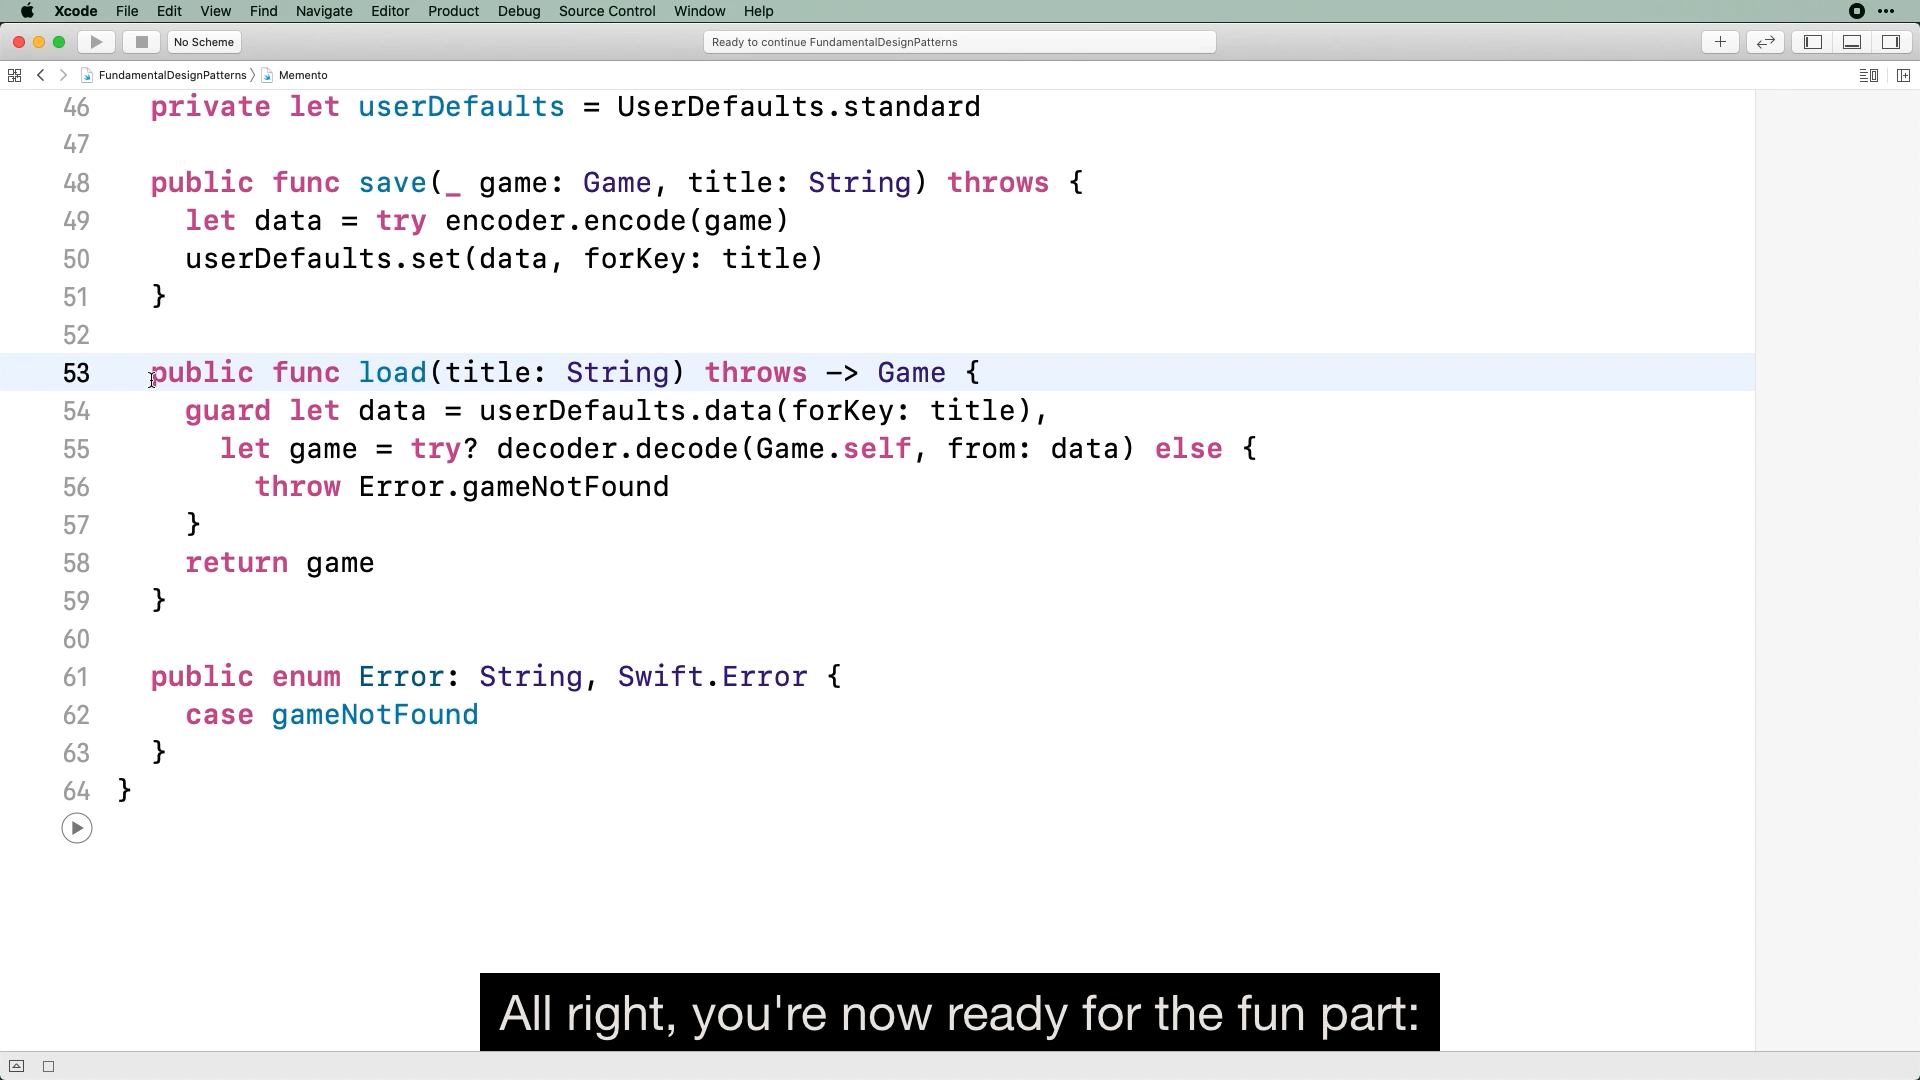 Xcode File Edit View Find Navigate Editor Product Debug Source Control Window Help
No Scheme
Ready to continue FundamentalDesignPatterns
FundamentalDesignPatterns Memento
46 private let userDefaults = UserDefaults.standard
47
48 public func save(_ game: Game, title: String) throws {
49 let data = try encoder.encode(game)
50 userDefaults.set(data, forKey: title)
51 }
52
53 public func load(title: String) throws -> Game {
54 guard let data = userDefaults.data(forKey: title),
55 let game = try? decoder.decode(Game.self, from: data) else {
56 throw Error.gameNotFound
57 }
58 return game
59 }
60
61 public enum Error: String, Swift.Error {
62 case gameNotFound
63 }
64 }
All right, you're now ready for the fun part: